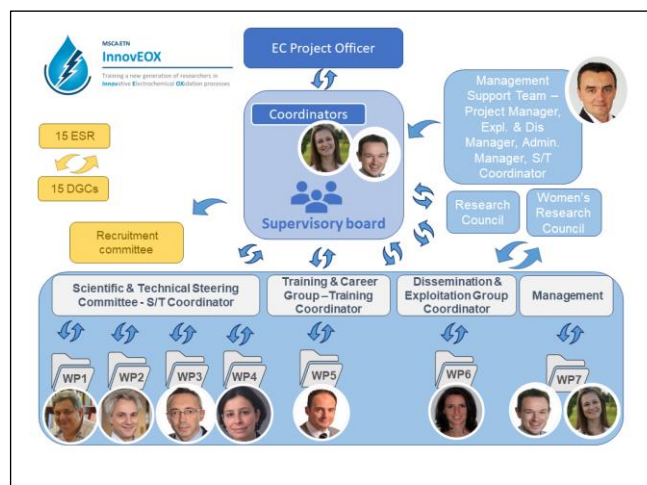 MSCA-ETN
InnovEOX
Training a new generation of researchers in
Innovative Electrochemical OXidation processes
EC Project Officer
Coordinators
Supervisory board
Management
Support Team –
Project Manager,
Expl. & Dis
Manager, Admin.
Manager, S/T
Coordinator
15 ESR
15 DGCs
Recruitment
committee
Research
Council
Women's
Research
Council
Scientific & Technical Steering
Committee - S/T Coordinator
Training & Career
Group – Training
Coordinator
Dissemination &
Exploitation Group
Coordinator
Management
WP1
WP2
WP3
WP4
WP5
WP6
WP7